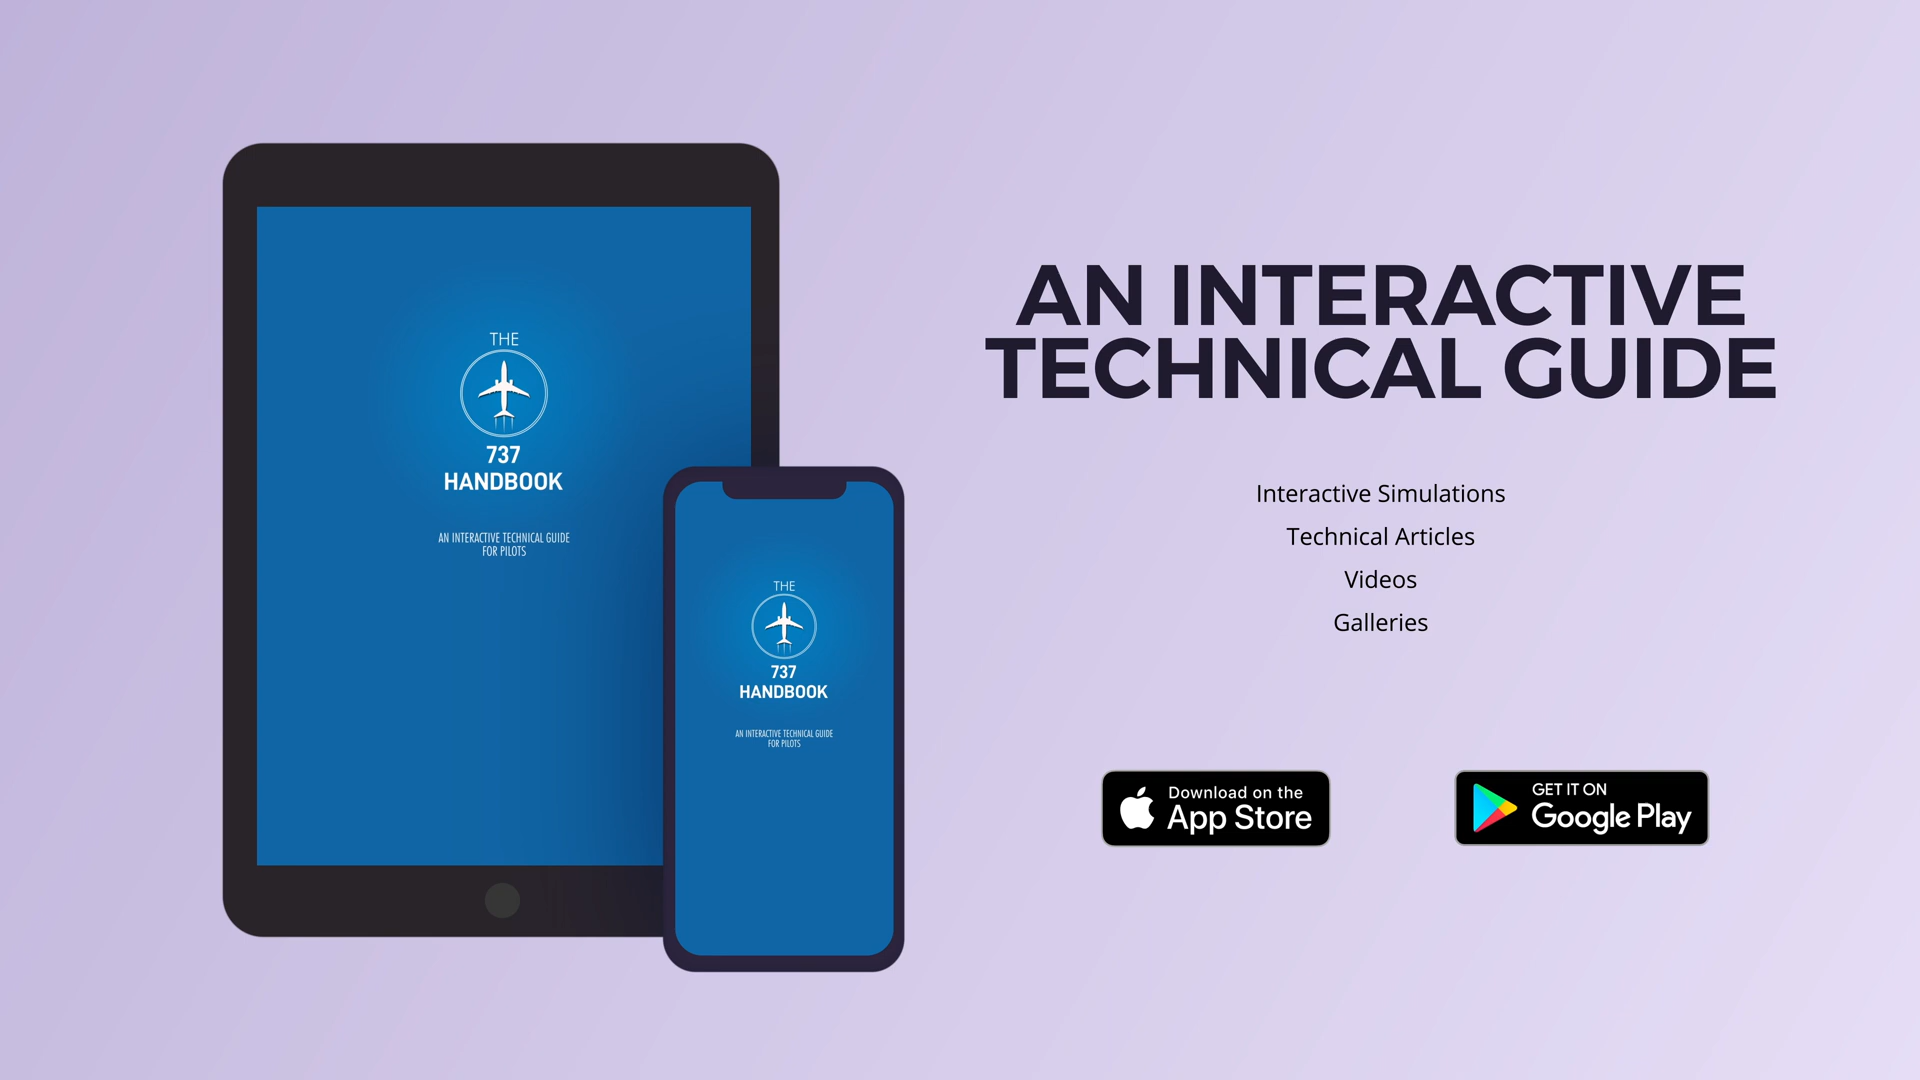 THE
737
HANDBOOK
AN INTERACTIVE TECHNICAL GUIDE
FOR PILOTS
THE
737
HANDBOOK
AN INTERACTIVE TECHNICAL GUIDE
FOR PILOTS
AN INTERACTIVE
TECHNICAL GUIDE
Interactive Simulations
Technical Articles
Videos
Galleries
Download on the
App Store
GET IT ON
Google Play